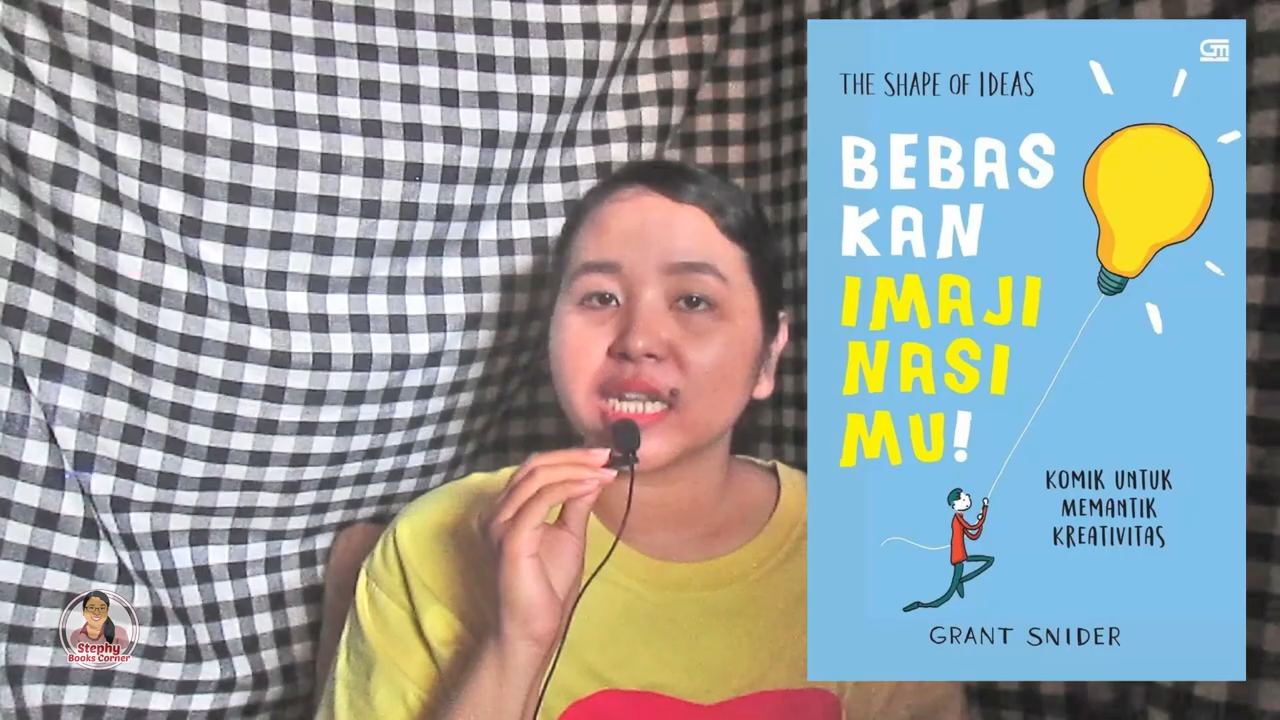 THE SHAPE OF IDEAS
BEBAS
KAN
IMAJI
NASI
MU!
KOMIK UNTUK
MEMANTIK
KREATIVITAS
GRANT SNIDER
Stephy
Books Corner